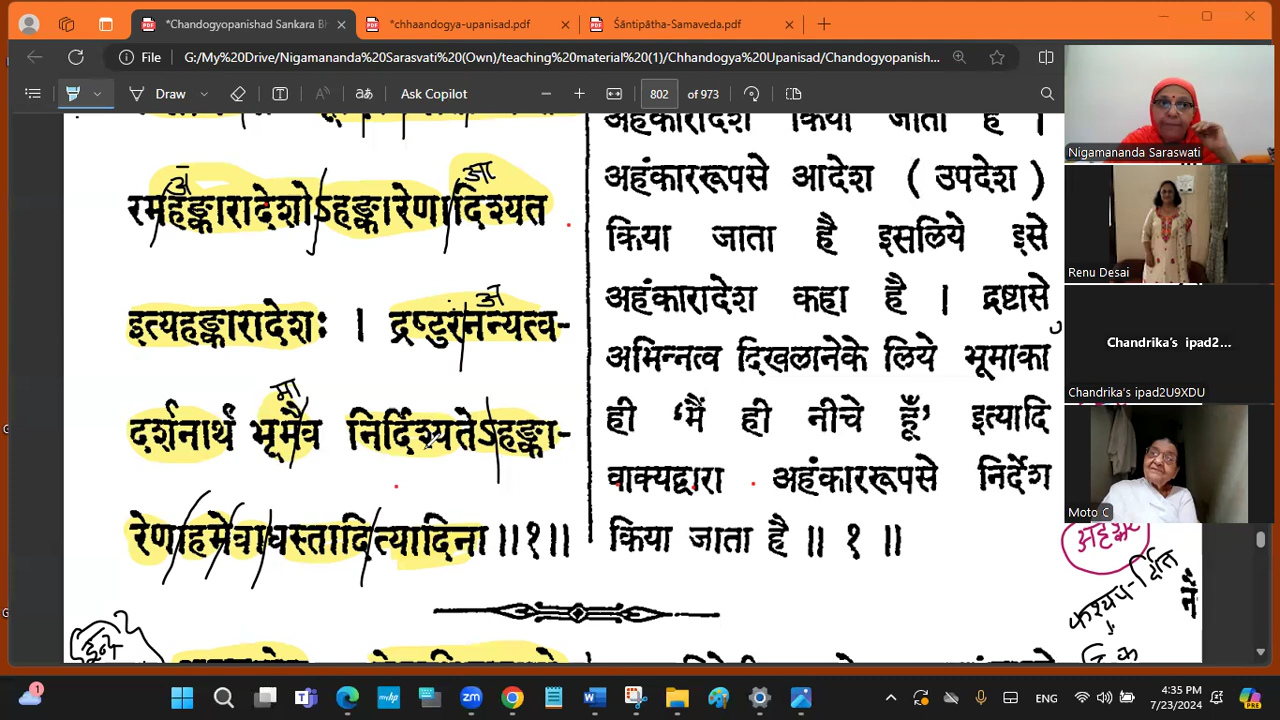 *Chandogyopanishad Sankara Bh
*chhaandogya-upanisad.pdf
Śāntipātha-Samaveda.pdf
File
G:/My%20Drive/Nigamananda%20Sarasvati%20(Own)/teaching%20material%20(1)/Chhandogya%20Upanisad/Chandogyopanish...
Draw
Ask Copilot
802 of 973
रमहङ्कारादेशोऽहङ्कारेणादिश्यत
इत्यहङ्कारादेशः । द्रष्टुरनन्यत्व-
दर्शनार्थं भूमैव निर्दिश्यतेऽहङ्का-
रेणाहमेवाधस्तादित्यादिना ॥१॥
अं
आ
अ
मा
अहंकारादेश किया जाता है ।
अहंकाररूपसे आदेश ( उपदेश )
किया जाता है इसलिये इसे
अहंकारादेश कहा है । द्रष्टासे
अभिन्नत्व दिखलानेके लिये भूमाका
ही ‘मैं ही नीचे हूँ’ इत्यादि
वाक्यद्वारा अहंकाररूपसे निर्देश
किया जाता है ॥ १ ॥
Nigamananda Saraswati
Renu Desai
Chandrika's ipad2...
Chandrika's ipad2U9XDU
Moto C
1
ENG
4:35 PM
7/23/2024
PRE